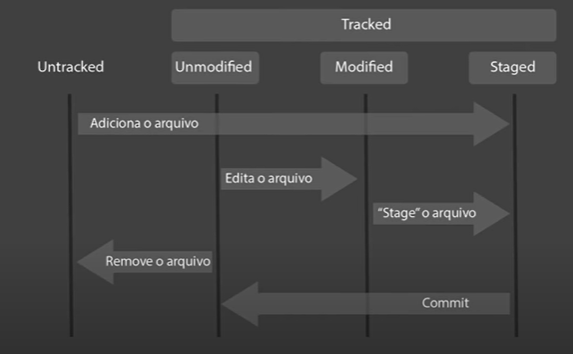 Tracked
Untracked
Unmodified
Modified
Staged
Adiciona o arquivo
Edita o arquivo
“Stage” o arquivo
Remove o arquivo
Commit